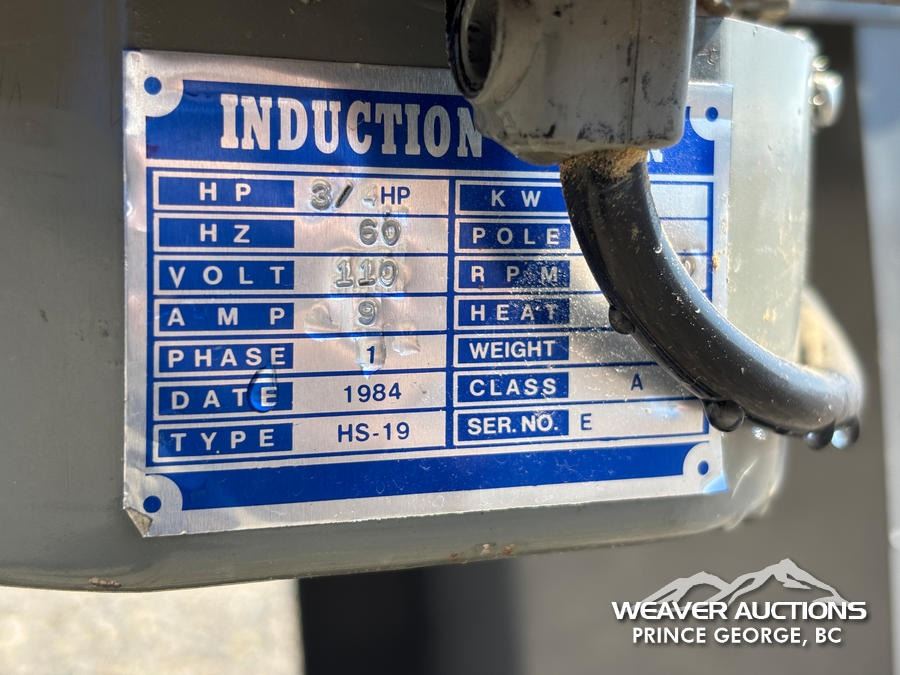 INDUCTION
HP 3/4HP KW
HZ 60 POLE
VOLT 110 RPM
AMP 9 HEAT
PHASE 1 WEIGHT
DATE 1984 CLASS A
TYPE HS-19 SER.NO. E
WEAVER AUCTIONS
PRINCE GEORGE, BC